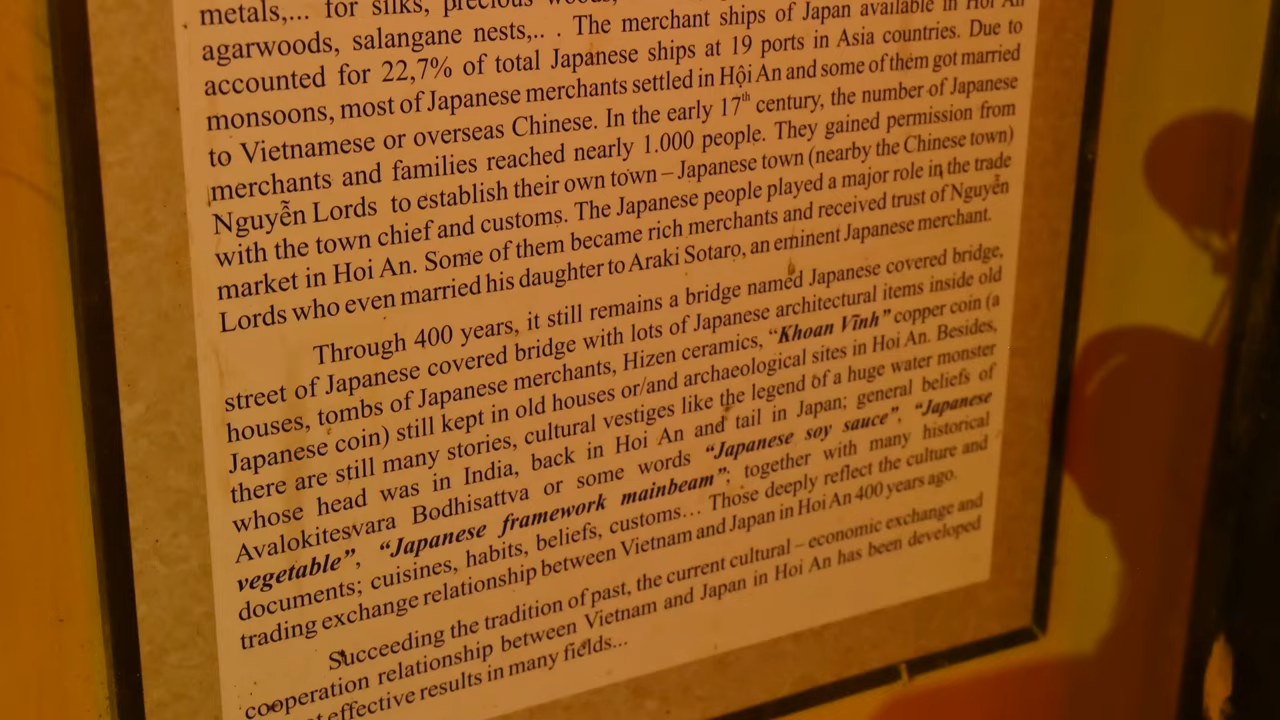 metals,... for silks, precious woods,
agarwoods, salangane nests,.. . The merchant ships of Japan available in Hoi An
accounted for 22,7% of total Japanese ships at 19 ports in Asia countries. Due to
monsoons, most of Japanese merchants settled in Hội An and some of them got married
to Vietnamese or overseas Chinese. In the early 17th century, the number of Japanese
merchants and families reached nearly 1.000 people. They gained permission from
Nguyễn Lords to establish their own town – Japanese town (nearby the Chinese town)
with the town chief and customs. The Japanese people played a major role in the trade
market in Hoi An. Some of them became rich merchants and received trust of Nguyễn
Lords who even married his daughter to Araki Sotaro, an eminent Japanese merchant.
Through 400 years, it still remains a bridge named Japanese covered bridge,
street of Japanese covered bridge with lots of Japanese architectural items inside old
houses, tombs of Japanese merchants, Hizen ceramics, “Khoan Vĩnh” copper coin (a
Japanese coin) still kept in old houses or/and archaeological sites in Hoi An. Besides,
there are still many stories, cultural vestiges like the legend of a huge water monster
whose head was in India, back in Hoi An and tail in Japan; general beliefs of
Avalokitesvara Bodhisattva or some words “Japanese soy sauce”, “Japanese
vegetable”, “Japanese framework mainbeam”; together with many historical
documents; cuisines, habits, beliefs, customs… Those deeply reflect the culture and
trading exchange relationship between Vietnam and Japan in Hoi An 400 years ago.
Succeeding the tradition of past, the current cultural – economic exchange and
cooperation relationship between Vietnam and Japan in Hoi An has been developed
effective results in many fields...